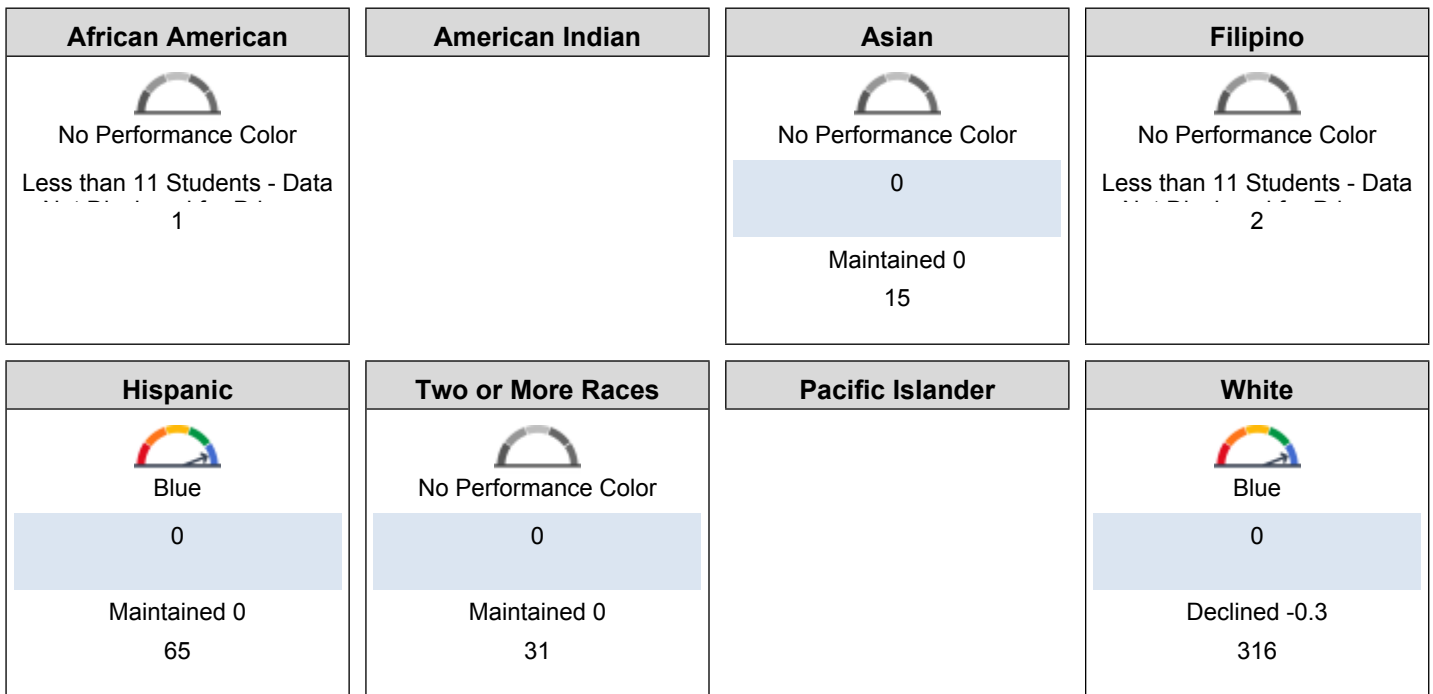 African American
No Performance Color
Less than 11 Students - Data
1
American Indian
Asian
No Performance Color
0
Maintained 0
15
Filipino
No Performance Color
Less than 11 Students - Data
2
Hispanic
Blue
0
Maintained 0
65
Two or More Races
No Performance Color
0
Maintained 0
31
Pacific Islander
White
Blue
0
Declined -0.3
316